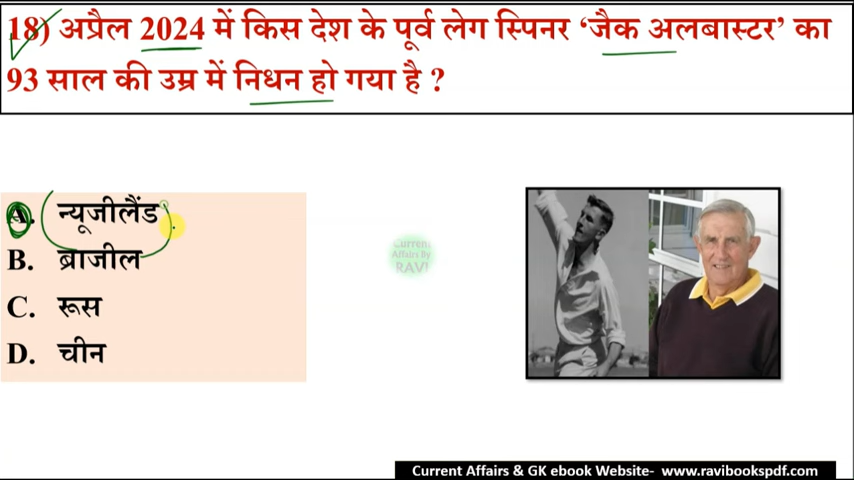 18) अप्रैल 2024 में किस देश के पूर्व लेग स्पिनर ‘जैक अलबास्टर’ का
93 साल की उम्र में निधन हो गया है ?
A. न्यूजीलैंड
B. ब्राजील
C. रूस
D. चीन
Current
Affairs By
RAVI
Current Affairs & GK ebook Website- www.ravibookspdf.com